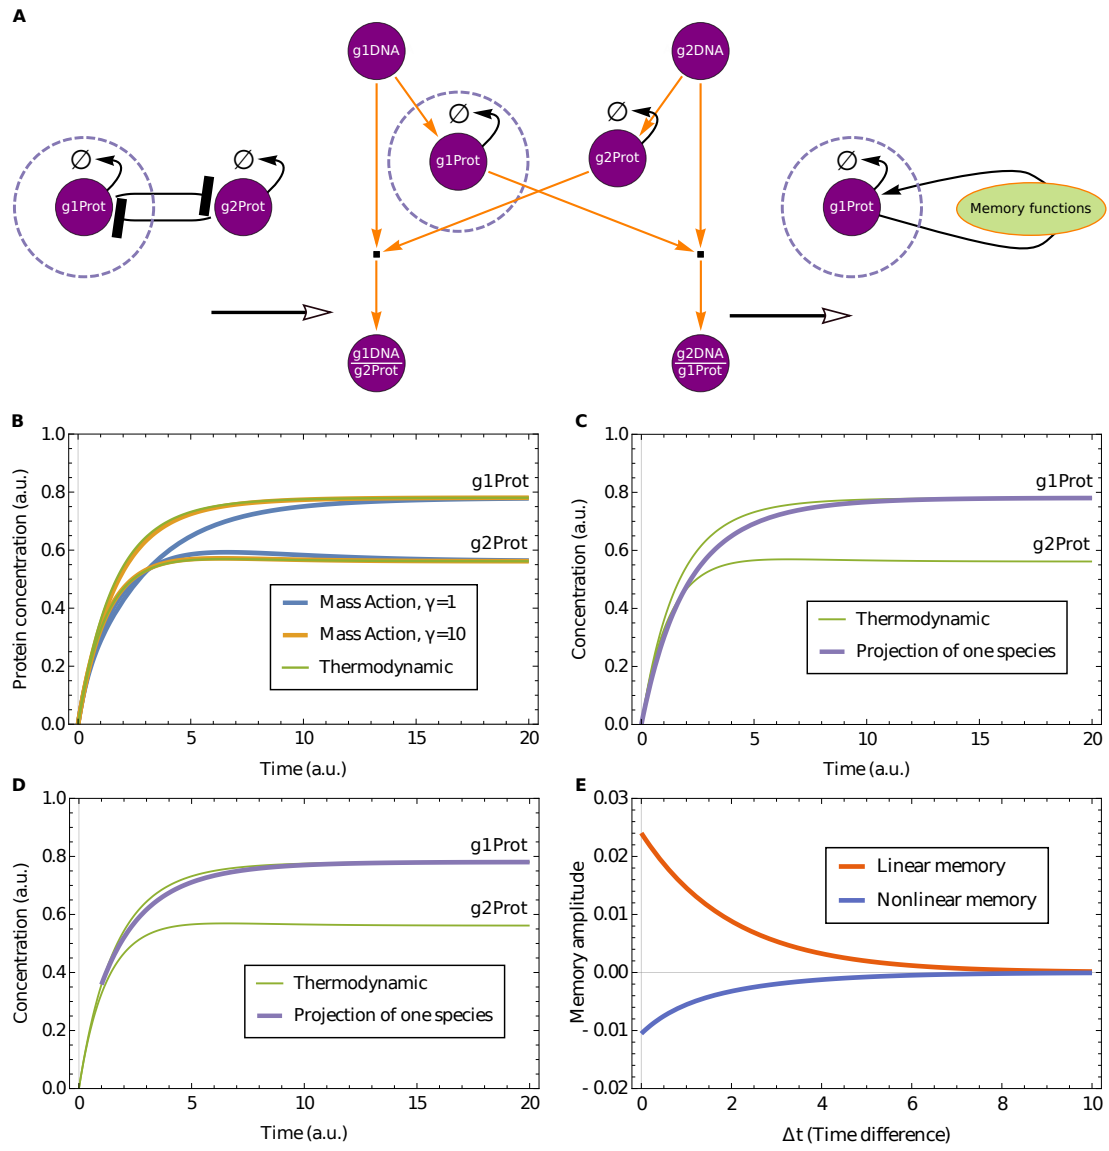 A
g1DNA
g2DNA
∅
∅
g1Prot
g2Prot
∅
∅
∅
g1Prot
g2Prot
g1Prot
Memory functions
g1DNA
g2Prot
g2DNA
g1Prot
B
1.0
0.8
0.6
0.4
0.2
0.0
Protein concentration (a.u.)
g1Prot
g2Prot
Mass Action, γ=1
Mass Action, γ=10
Thermodynamic
0 5 10 15 20
Time (a.u.)
C
1.0
0.8
0.6
0.4
0.2
0.0
Concentration (a.u.)
g1Prot
g2Prot
Thermodynamic
Projection of one species
0 5 10 15 20
Time (a.u.)
D
1.0
0.8
0.6
0.4
0.2
0.0
Concentration (a.u.)
g1Prot
g2Prot
Thermodynamic
Projection of one species
0 5 10 15 20
Time (a.u.)
E
0.03
0.02
0.01
0.00
-0.01
-0.02
Memory amplitude
Linear memory
Nonlinear memory
0 2 4 6 8 10
Δt (Time difference)